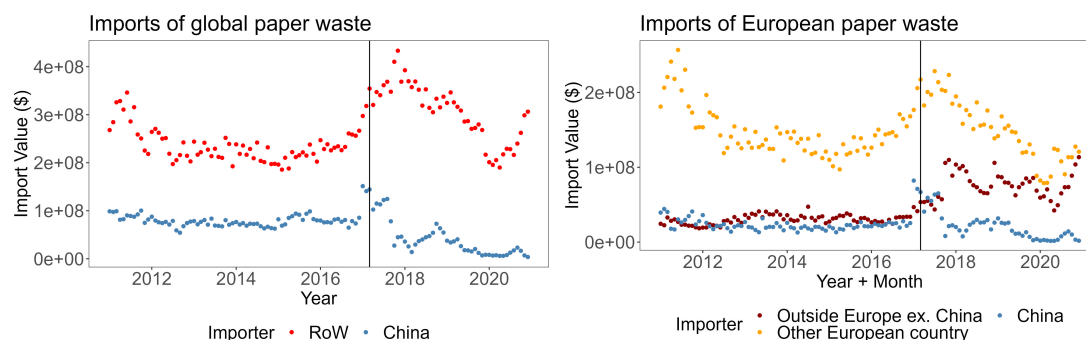 Imports of global paper waste
Import Value ($)
4e+08
3e+08
2e+08
1e+08
0e+00
2012 2014 2016 2018 2020
Year
Importer RoW China
Imports of European paper waste
Import Value ($)
2e+08
1e+08
0e+00
2012 2014 2016 2018 2020
Year + Month
Importer
Outside Europe ex. China China
Other European country